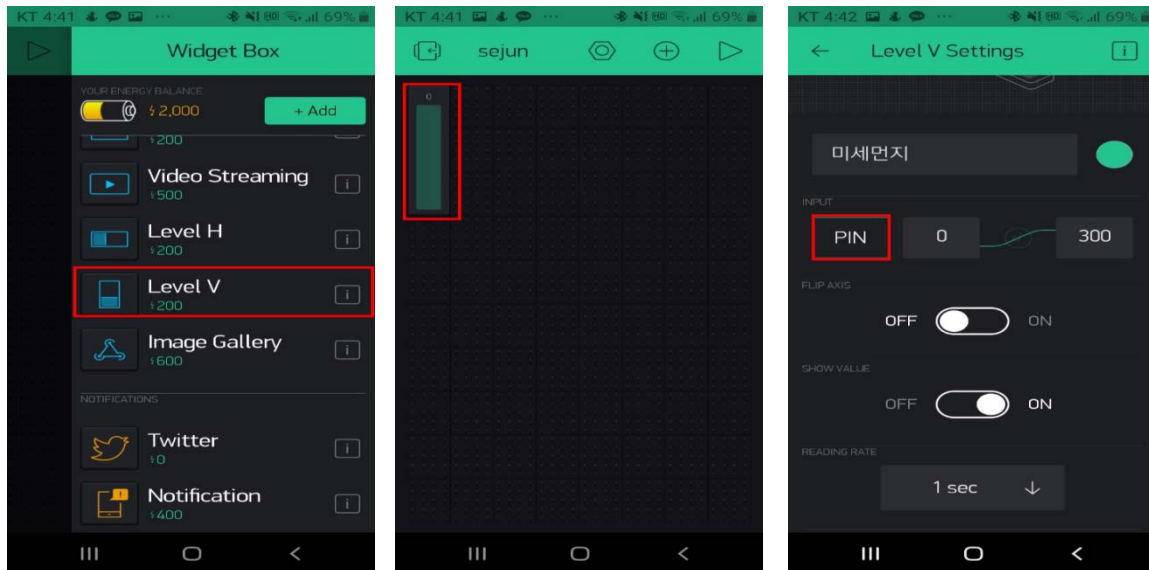 KT 4:41 ... 69%
Widget Box
YOUR ENERGY BALANCE
2,000
+ Add
200
Video Streaming
i
500
Level H
i
200
Level V
i
200
Image Gallery
i
600
NOTIFICATIONS
Twitter
i
0
Notification
i
400
KT 4:41 ... 69%
sejun
0
KT 4:42 ... 69%
Level V Settings
i
미세먼지
INPUT
PIN 0 300
FLIP AXIS
OFF ON
SHOW VALUE
OFF ON
READING RATE
1 sec